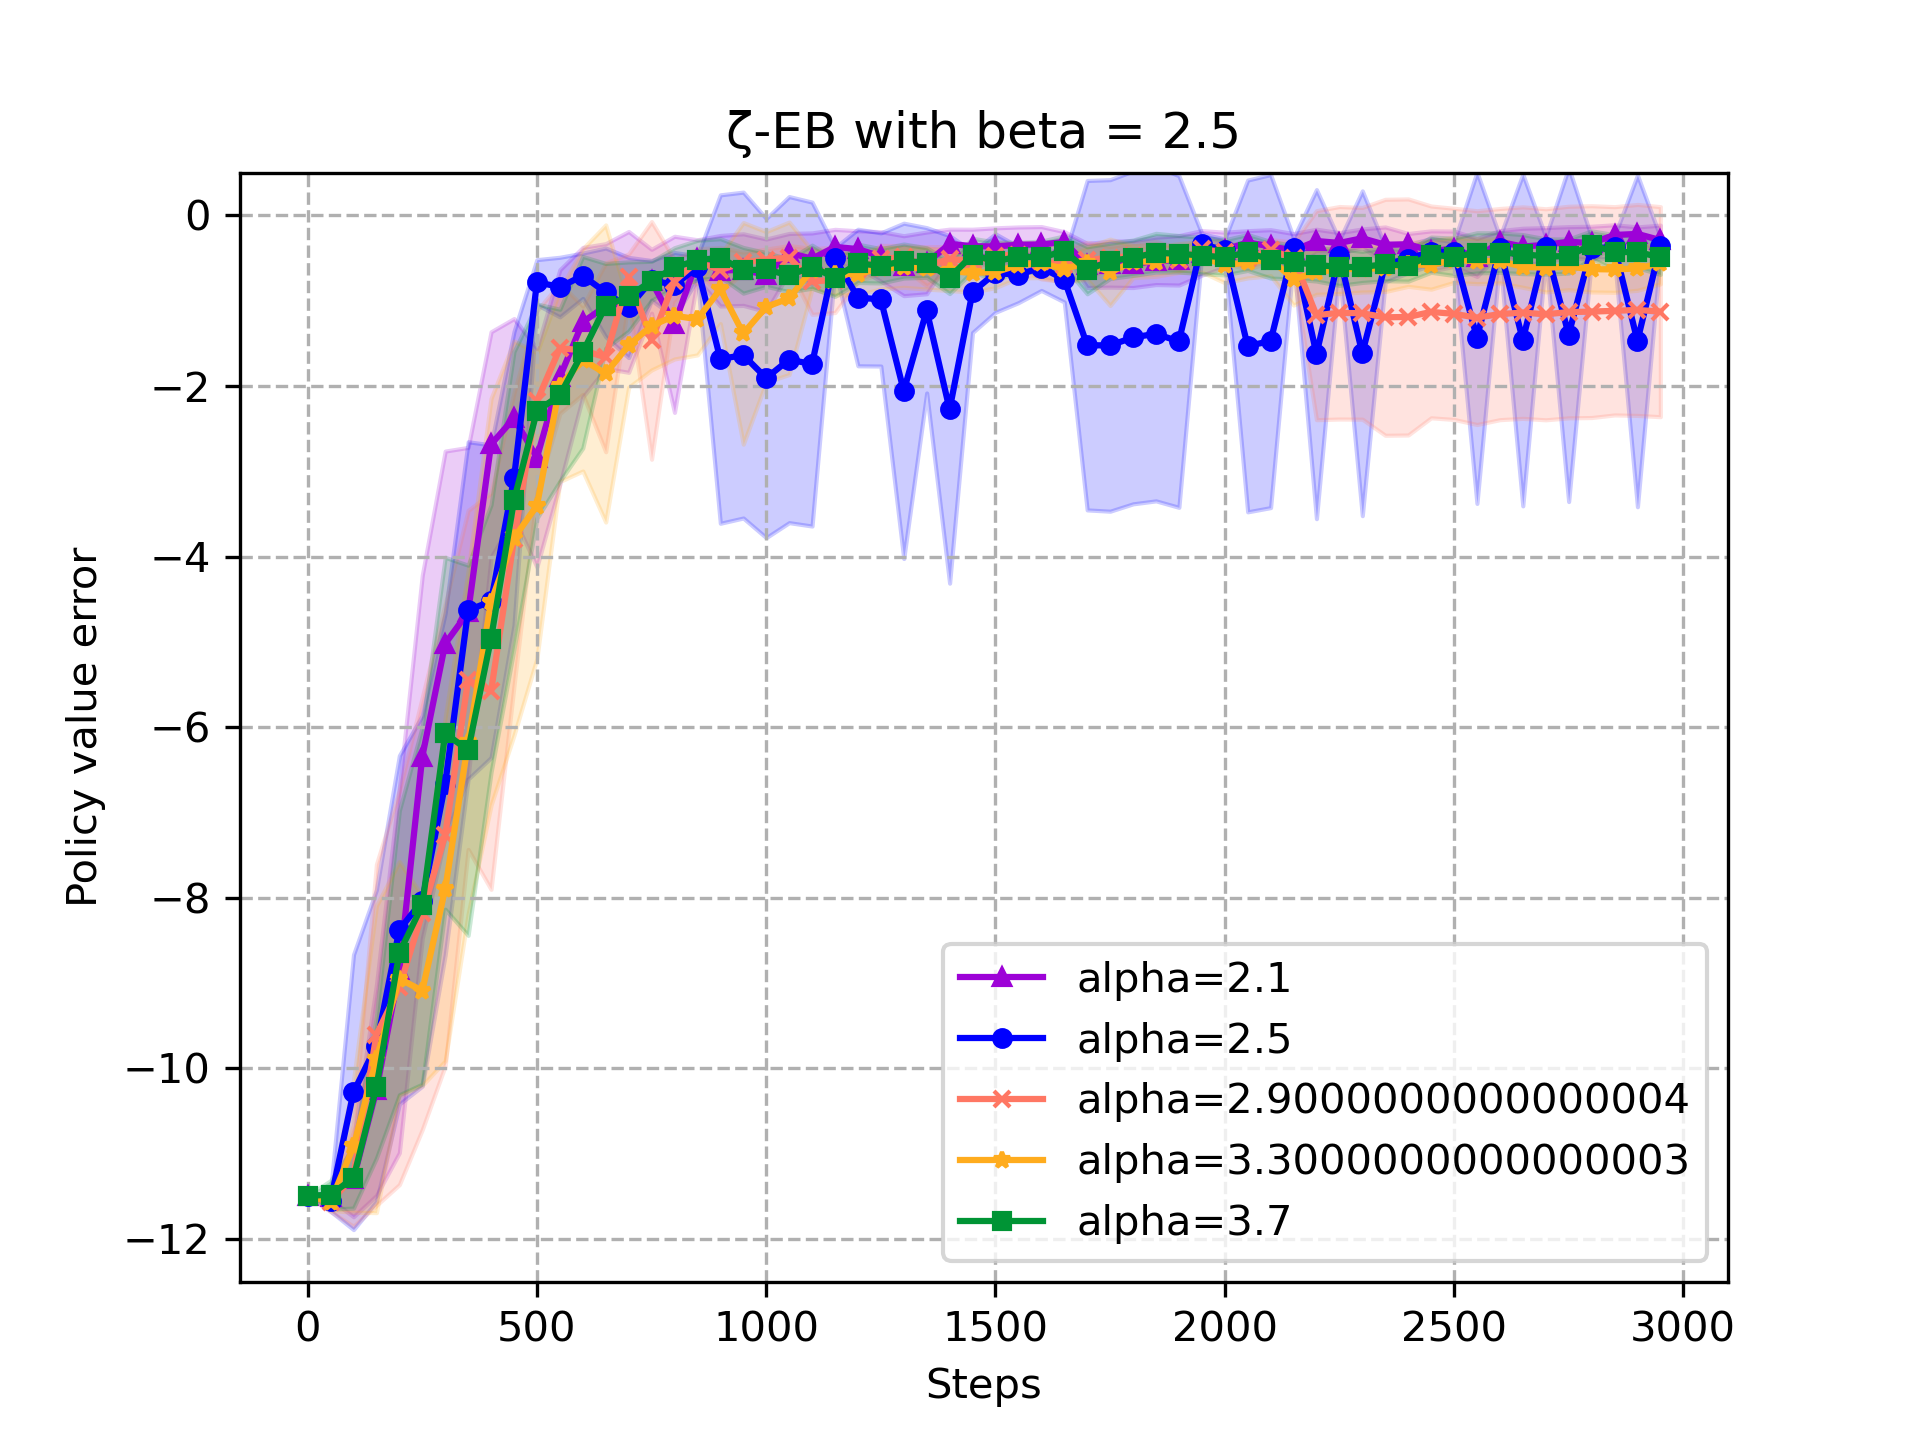 ζ-EB with beta = 2.5
Policy value error
0
−2
−4
−6
−8
−10
−12
alpha=2.1
alpha=2.5
alpha=2.9000000000000004
alpha=3.3000000000000003
alpha=3.7
0 500 1000 1500 2000 2500 3000
Steps